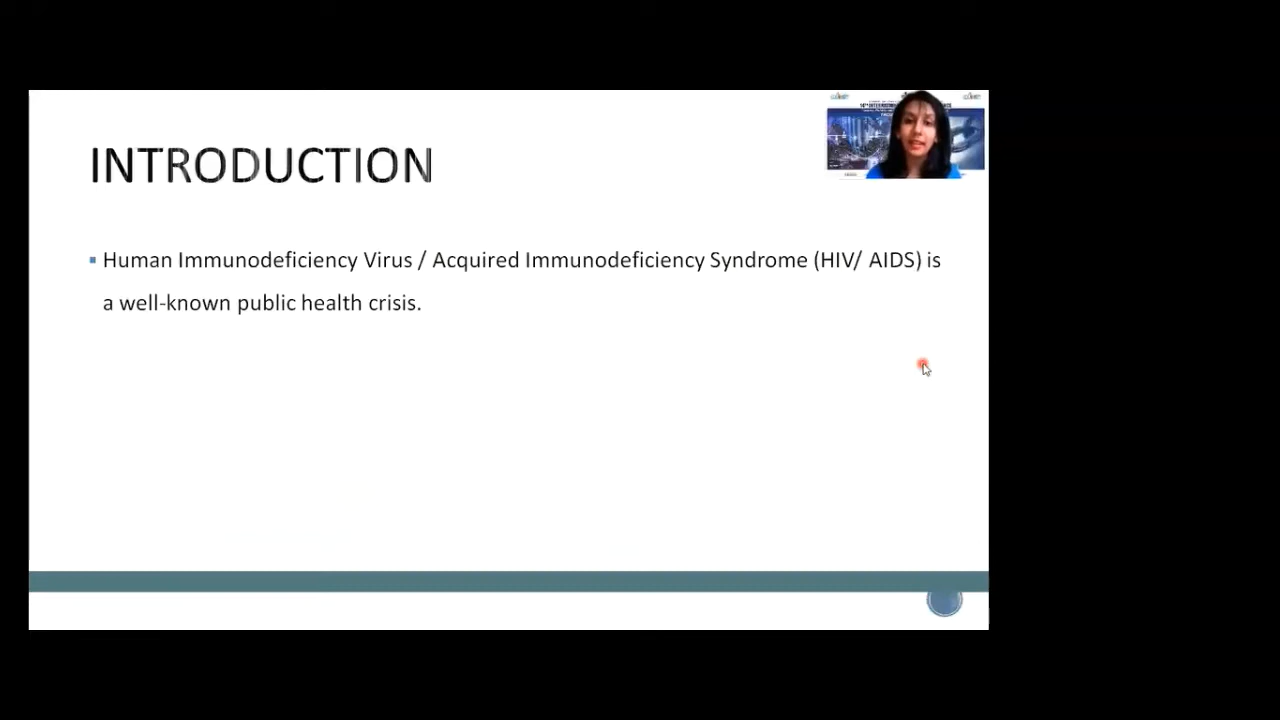 INTRODUCTION
▪ Human Immunodeficiency Virus / Acquired Immunodeficiency Syndrome (HIV/ AIDS) is
a well-known public health crisis.